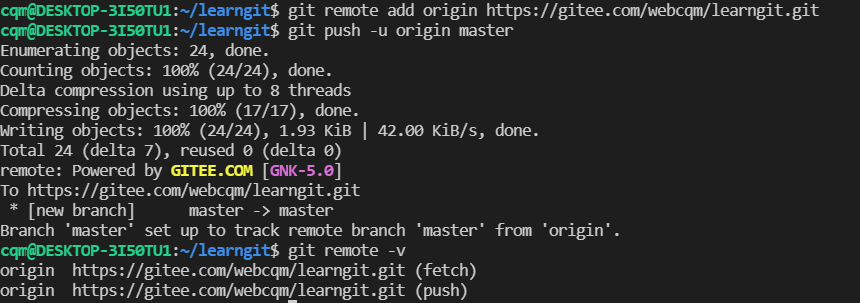 cqm@DESKTOP-3I50TU1:~/learngit$ git remote add origin https://gitee.com/webcqm/learngit.git
cqm@DESKTOP-3I50TU1:~/learngit$ git push -u origin master
Enumerating objects: 24, done.
Counting objects: 100% (24/24), done.
Delta compression using up to 8 threads
Compressing objects: 100% (17/17), done.
Writing objects: 100% (24/24), 1.93 KiB | 42.00 KiB/s, done.
Total 24 (delta 7), reused 0 (delta 0)
remote: Powered by GITEE.COM [GNK-5.0]
To https://gitee.com/webcqm/learngit.git
 * [new branch]      master -> master
Branch 'master' set up to track remote branch 'master' from 'origin'.
cqm@DESKTOP-3I50TU1:~/learngit$ git remote -v
origin  https://gitee.com/webcqm/learngit.git (fetch)
origin  https://gitee.com/webcqm/learngit.git (push)